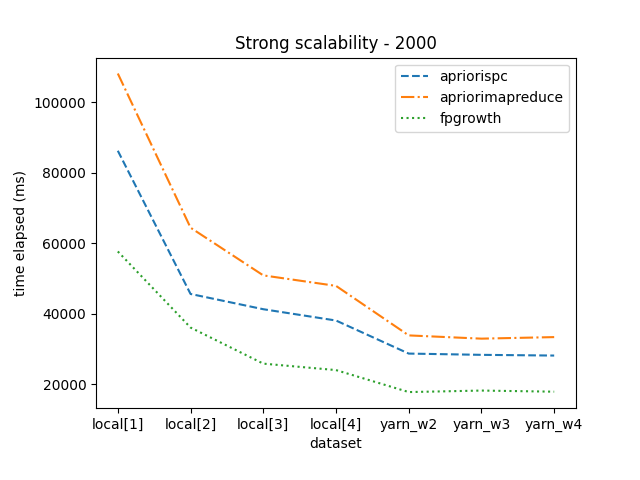 Strong scalability - 2000
apriorispc
apriorimapreduce
fpgrowth
time elapsed (ms)
100000
80000
60000
40000
20000
local[1] local[2] local[3] local[4] yarn_w2 yarn_w3 yarn_w4
dataset